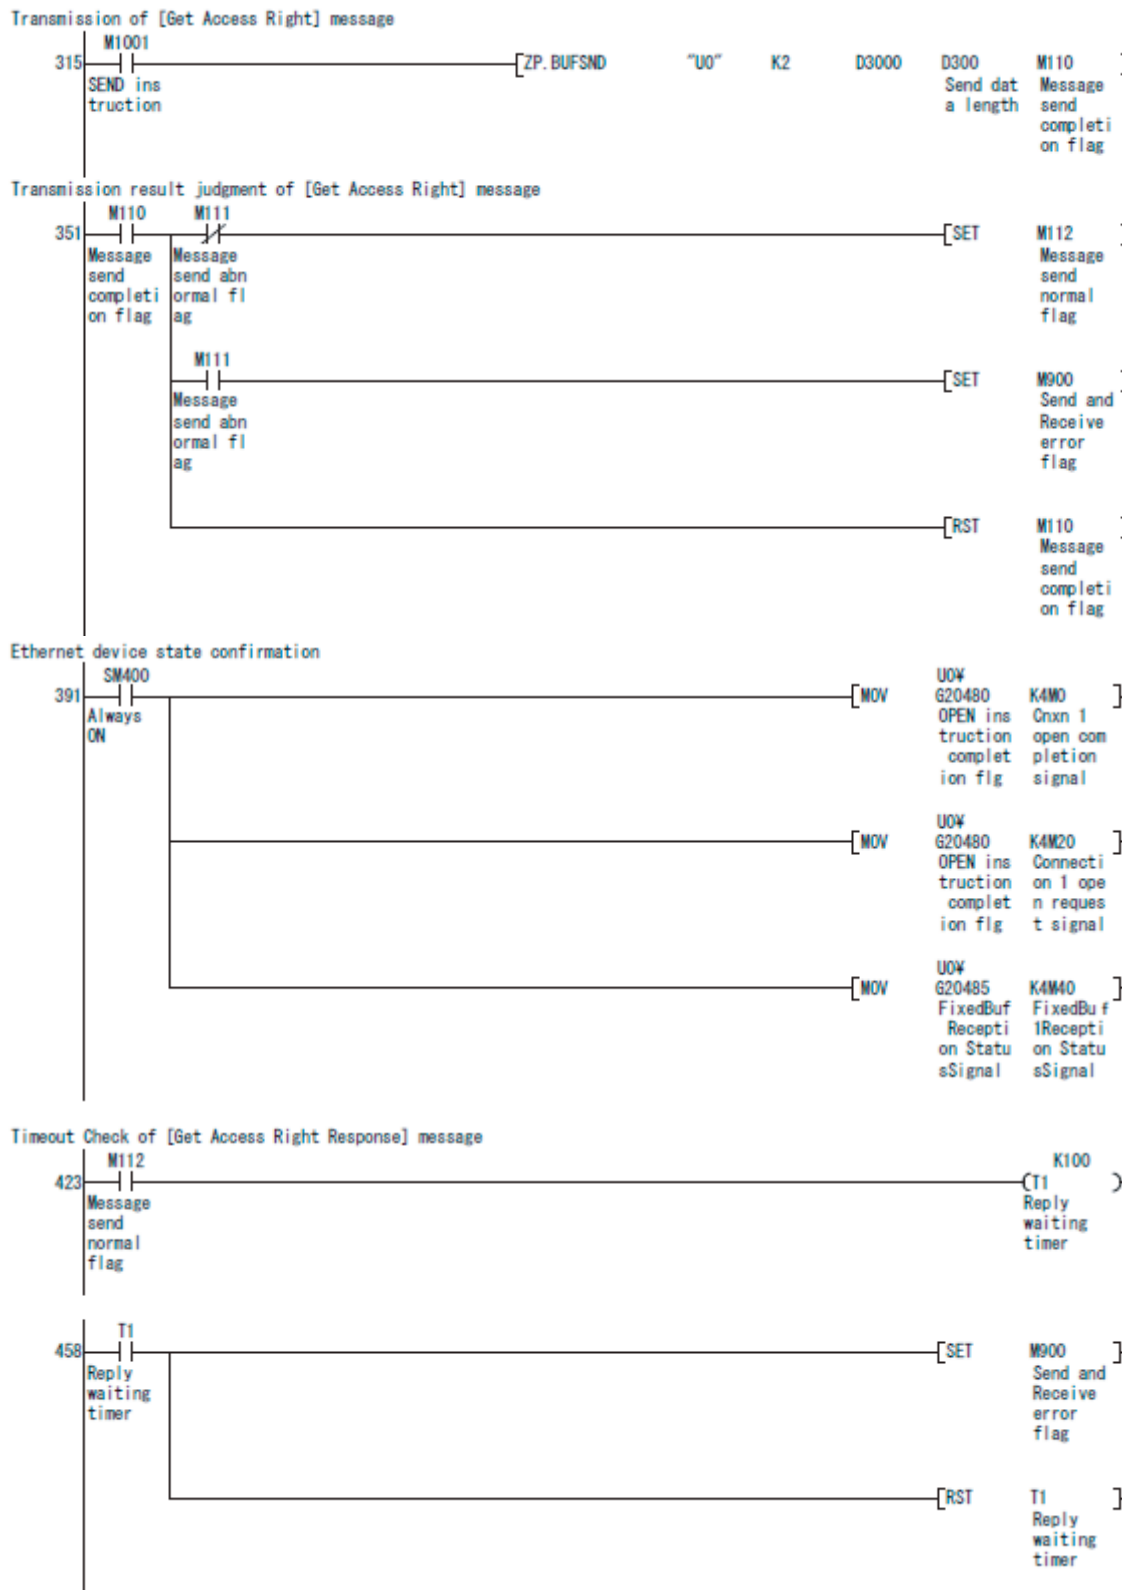 Transmission of [Get Access Right] message
M1001
315 [ZP.BUFSND "U0" K2 D3000 D300 M110 ]
SEND ins Send dat Message
truction a length send
completi
on flag
Transmission result judgment of [Get Access Right] message
M110 M111
351 [SET M112 ]
Message Message Message
send send abn send
completi ormal fl normal
on flag ag flag
M111
[SET M900 ]
Message Send and
send abn Receive
ormal fl error
ag flag
[RST M110 ]
Message
send
completi
on flag
Ethernet device state confirmation
SM400 U0¥
391 [MOV G20480 K4M0 ]
Always OPEN ins Cnxn 1
ON truction open com
complet pletion
ion flg signal
U0¥
[MOV G20480 K4M20 ]
OPEN ins Connecti
truction on 1 ope
complet n reques
ion flg t signal
U0¥
[MOV G20485 K4M40 ]
FixedBuf FixedBuf
Recepti 1Recepti
on Statu on Statu
sSignal sSignal
Timeout Check of [Get Access Right Response] message
M112 K100
423 (T1 )
Message Reply
send waiting
normal timer
flag
T1
458 [SET M900 ]
Reply Send and
waiting Receive
timer error
flag
[RST T1 ]
Reply
waiting
timer